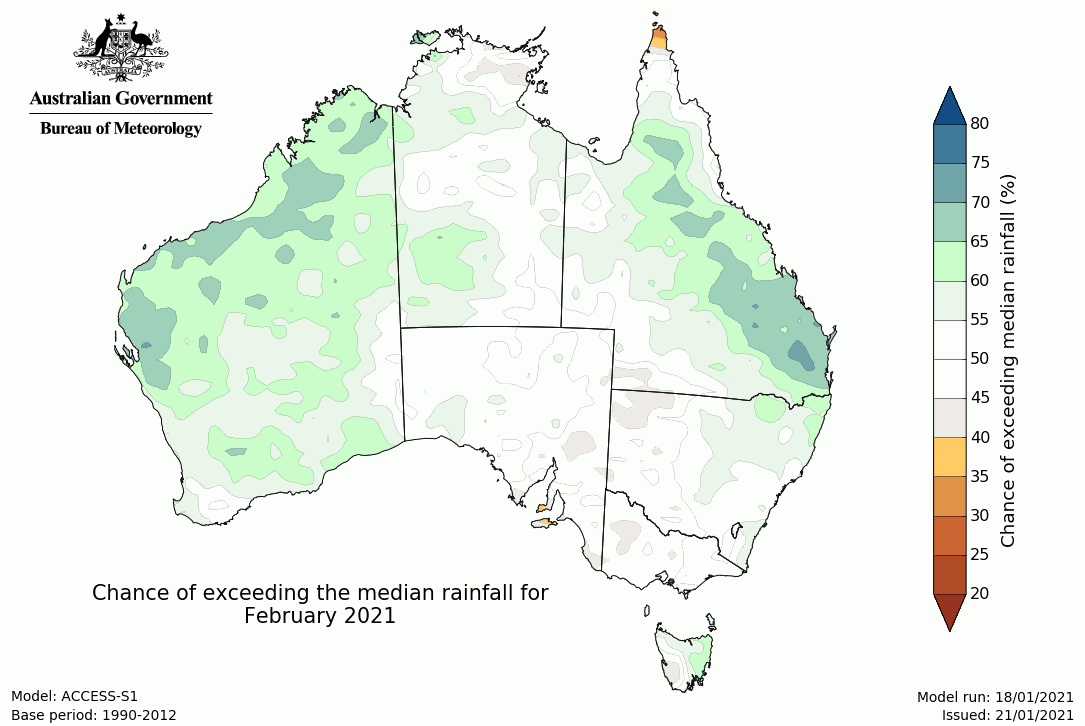 Australian Government
Bureau of Meteorology
80
75
70
65
60
55
50
45
40
35
30
25
20
Chance of exceeding median rainfall (%)
Chance of exceeding the median rainfall for
February 2021
Model: ACCESS-S1
Base period: 1990-2012
Model run: 18/01/2021
Issued: 21/01/2021